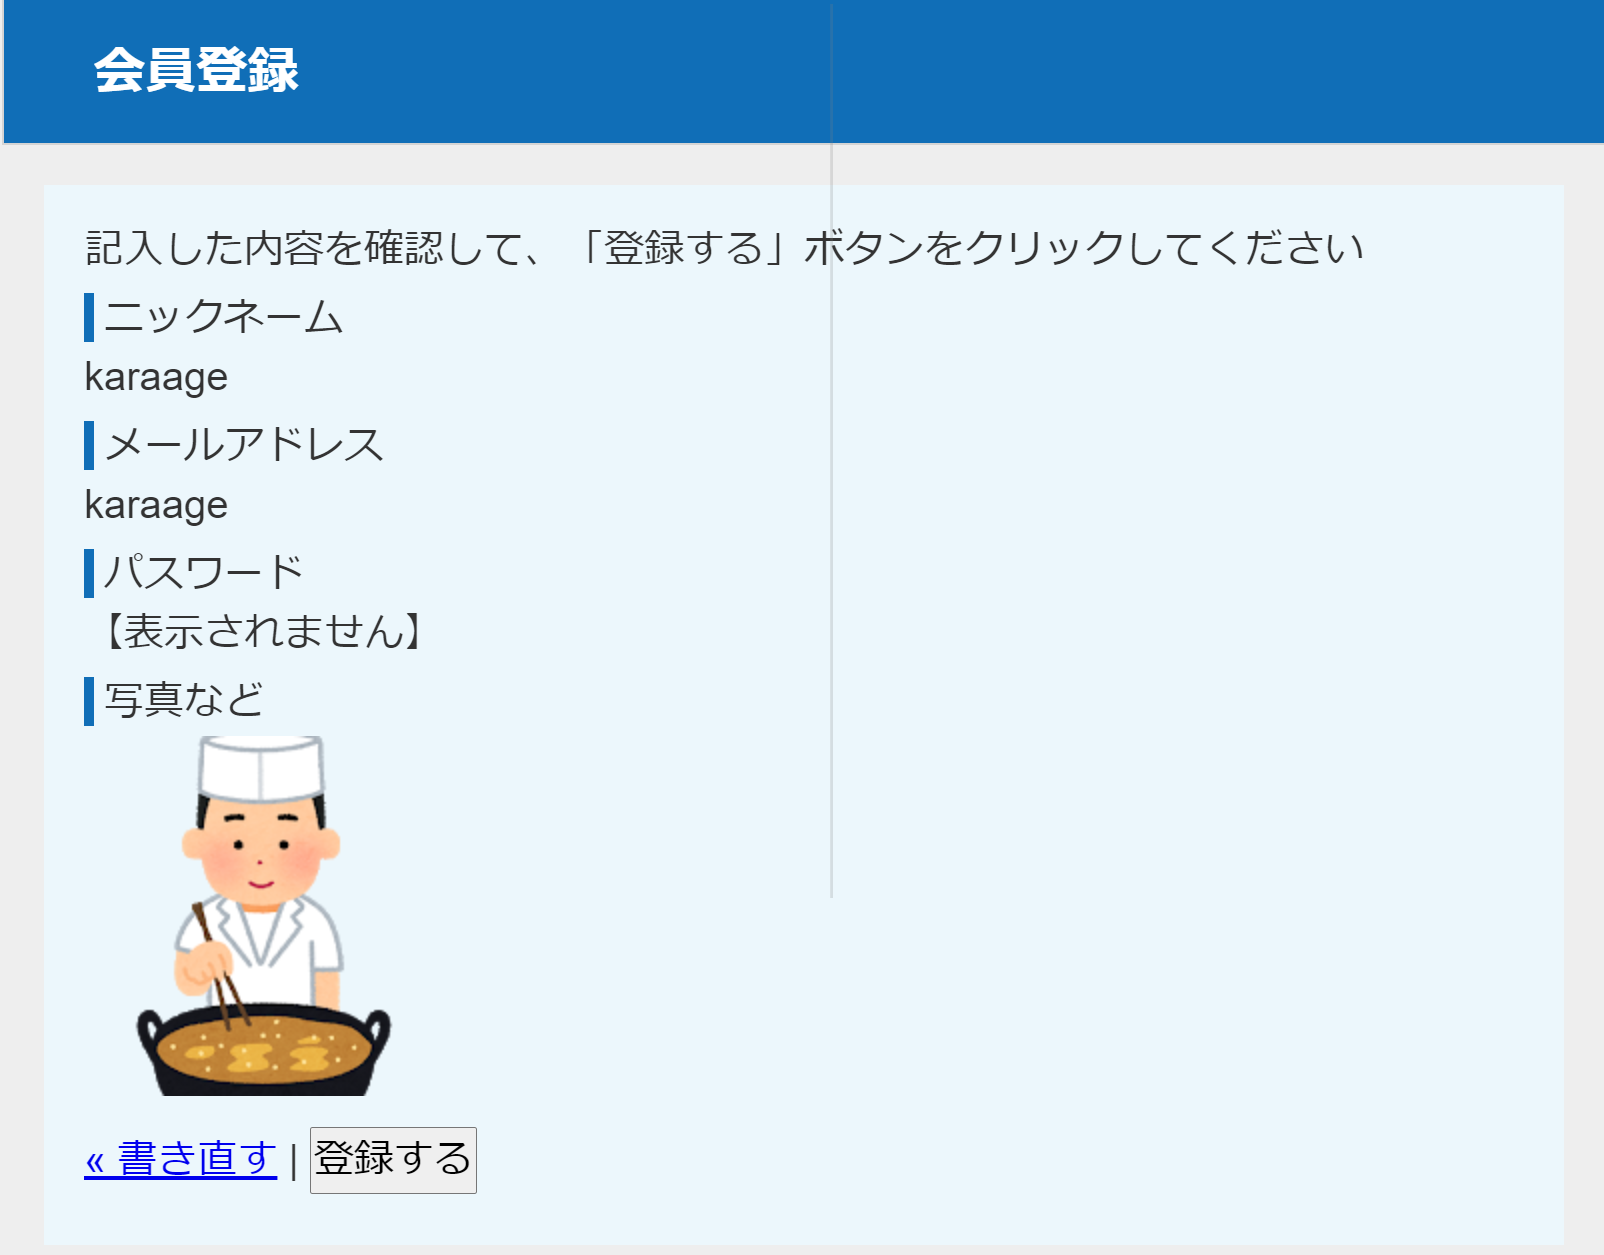 会員登録
記入した内容を確認して、「登録する」ボタンをクリックしてください
ニックネーム
karaage
メールアドレス
karaage
パスワード
【表示されません】
写真など
« 書き直す | 登録する